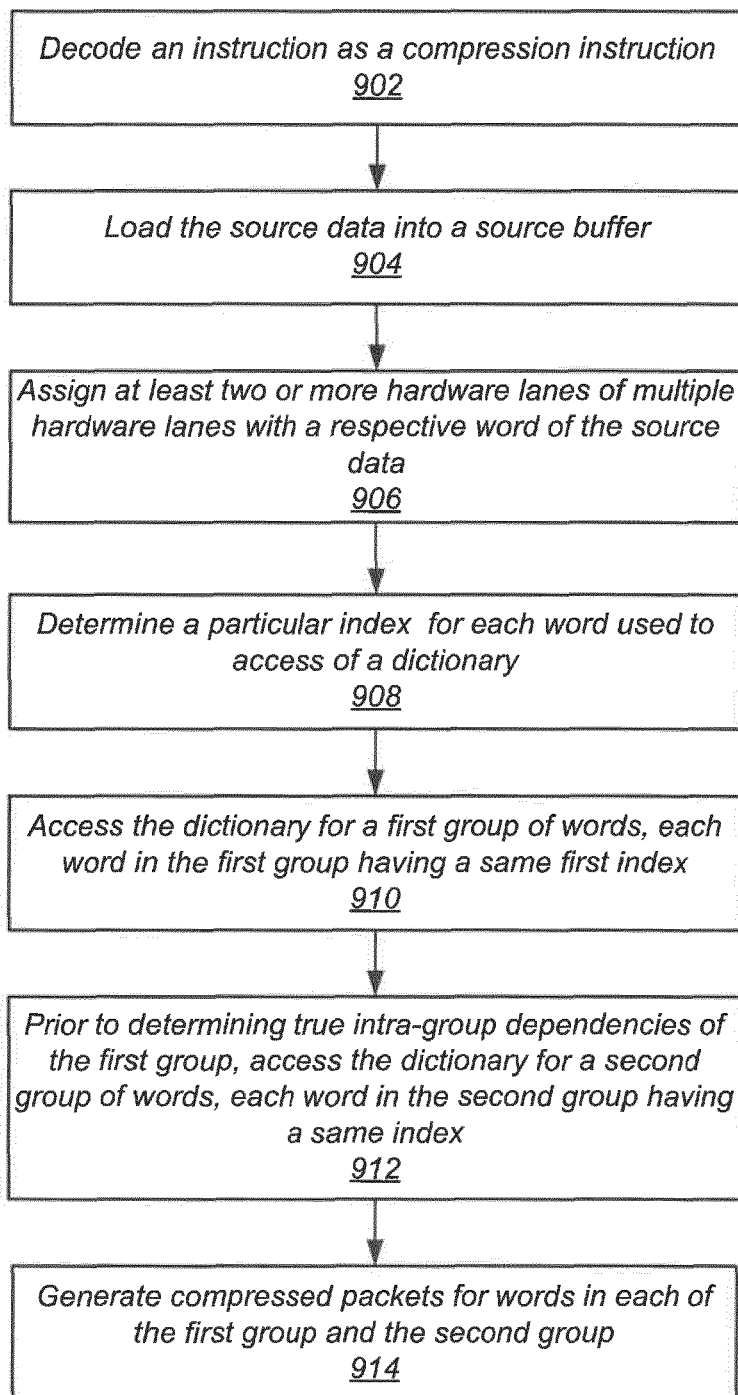 Decode an instruction as a compression instruction
902
Load the source data into a source buffer
904
Assign at least two or more hardware lanes of multiple
hardware lanes with a respective word of the source
data
906
Determine a particular index for each word used to
access of a dictionary
908
Access the dictionary for a first group of words, each
word in the first group having a same first index
910
Prior to determining true intra-group dependencies of
the first group, access the dictionary for a second
group of words, each word in the second group having
a same index
912
Generate compressed packets for words in each of
the first group and the second group
914